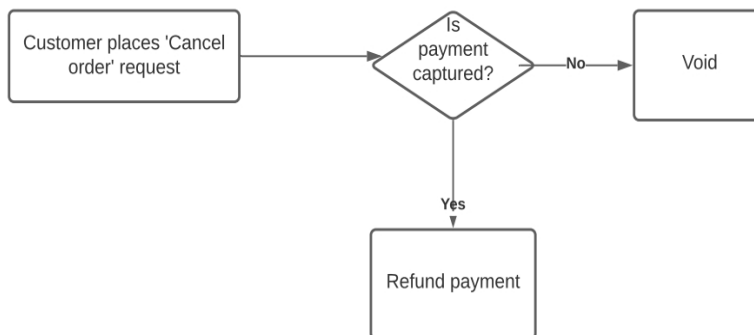 Customer places 'Cancel
order' request
Is
payment
captured?
No
Void
Yes
Refund payment